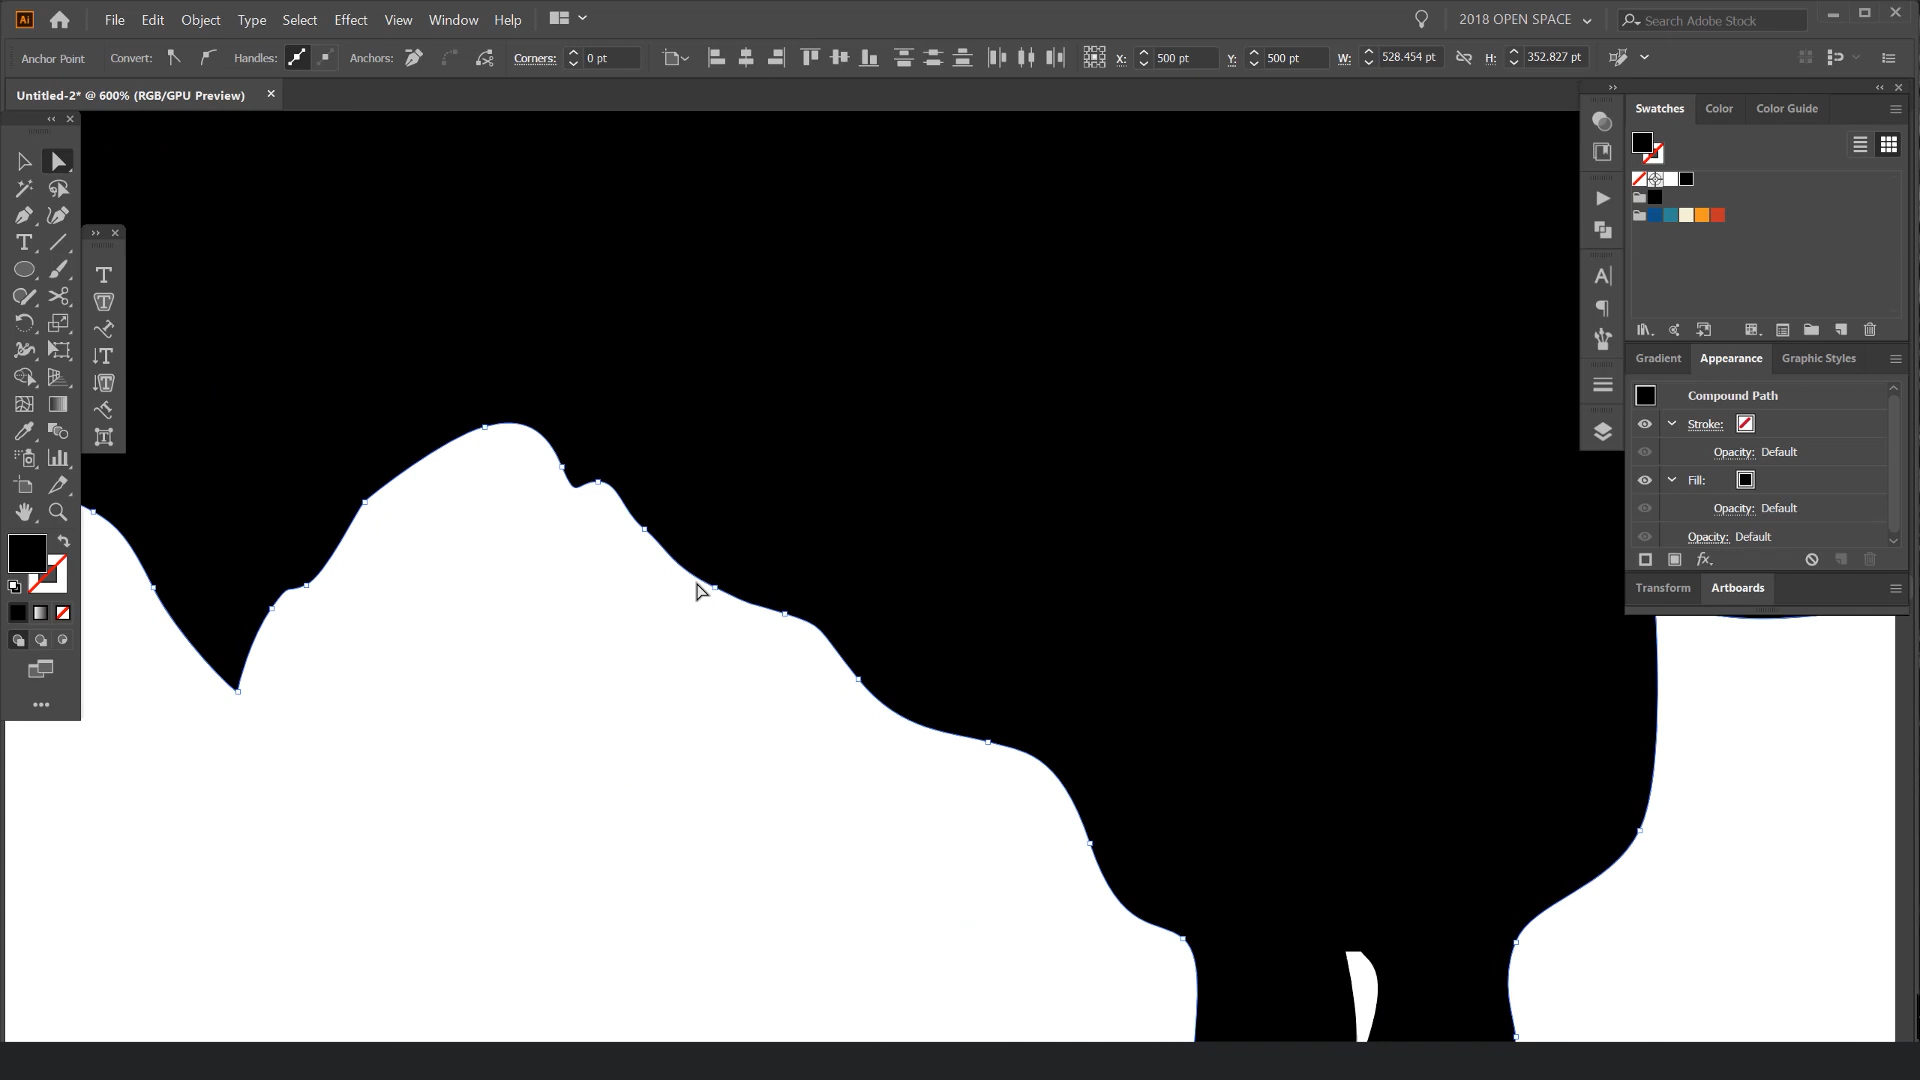 Ai File Edit Object Type Select Effect View Window Help 2018 OPEN SPACE Search Adobe Stock
Anchor Point Convert: Handles: Anchors: Corners: 0 pt X: 500 pt Y: 500 pt W: 528.454 pt H: 352.827 pt
Untitled-2* @ 600% (RGB/GPU Preview)
Swatches Color Color Guide
Gradient Appearance Graphic Styles
Compound Path
Stroke:
Opacity: Default
Fill:
Opacity: Default
Opacity: Default
fx.
Transform Artboards